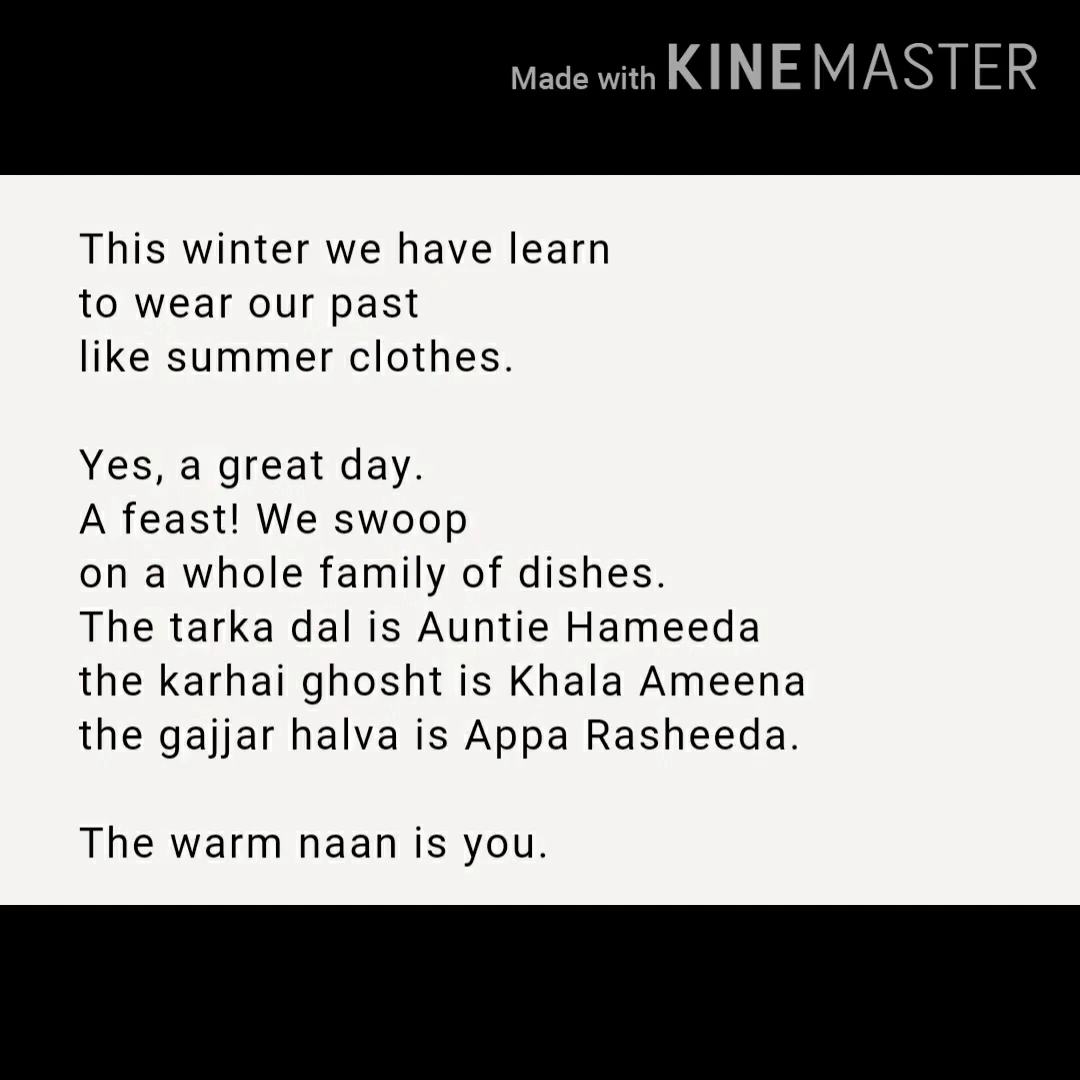 Made with KINEMASTER
This winter we have learn
to wear our past
like summer clothes.
Yes, a great day.
A feast! We swoop
on a whole family of dishes.
The tarka dal is Auntie Hameeda
the karhai ghosht is Khala Ameena
the gajjar halva is Appa Rasheeda.
The warm naan is you.